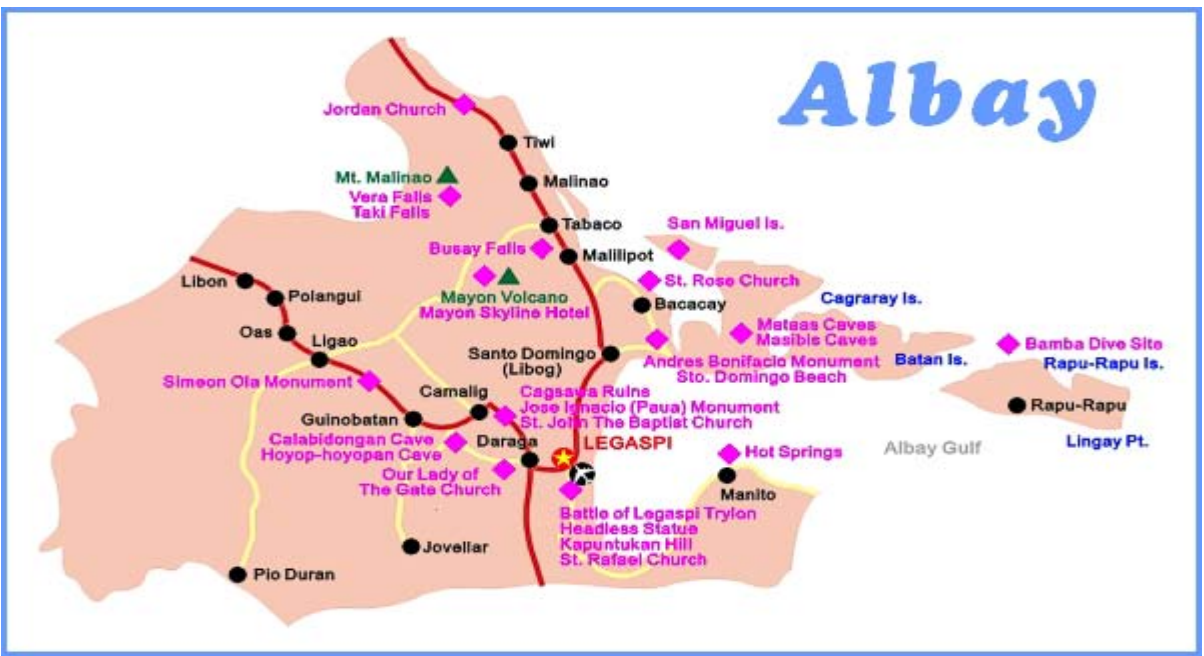 Albay
Jordan Church
Tiwi
Mt. Malinao
Malinao
Vera Falls
Taki Falls
Tabaco
San Miguel Is.
Busay Falls
Malilipot
Libon
Polangui
St. Rose Church
Mayon Volcano
Mayon Skyline Hotel
Bacacay
Cagraray Is.
Oas
Ligao
Mataas Caves
Masibis Caves
Bamba Dive Site
Santo Domingo
(Libog)
Andres Bonifacio Monument
Sto. Domingo Beach
Batan Is.
Rapu-Rapu Is.
Simeon Ola Monument
Camalig
Cagsawa Ruins
Jose Ignacio (Paua) Monument
St. John The Baptist Church
Rapu-Rapu
Guinobatan
Calabidongan Cave
Hoyop-hoyopan Cave
Daraga
LEGASPI
Albay Gulf
Lingay Pt.
Hot Springs
Our Lady of
The Gate Church
Manito
Battle of Legaspi Trylon
Headless Statue
Kapuntukan Hill
St. Rafael Church
Jovellar
Pio Duran